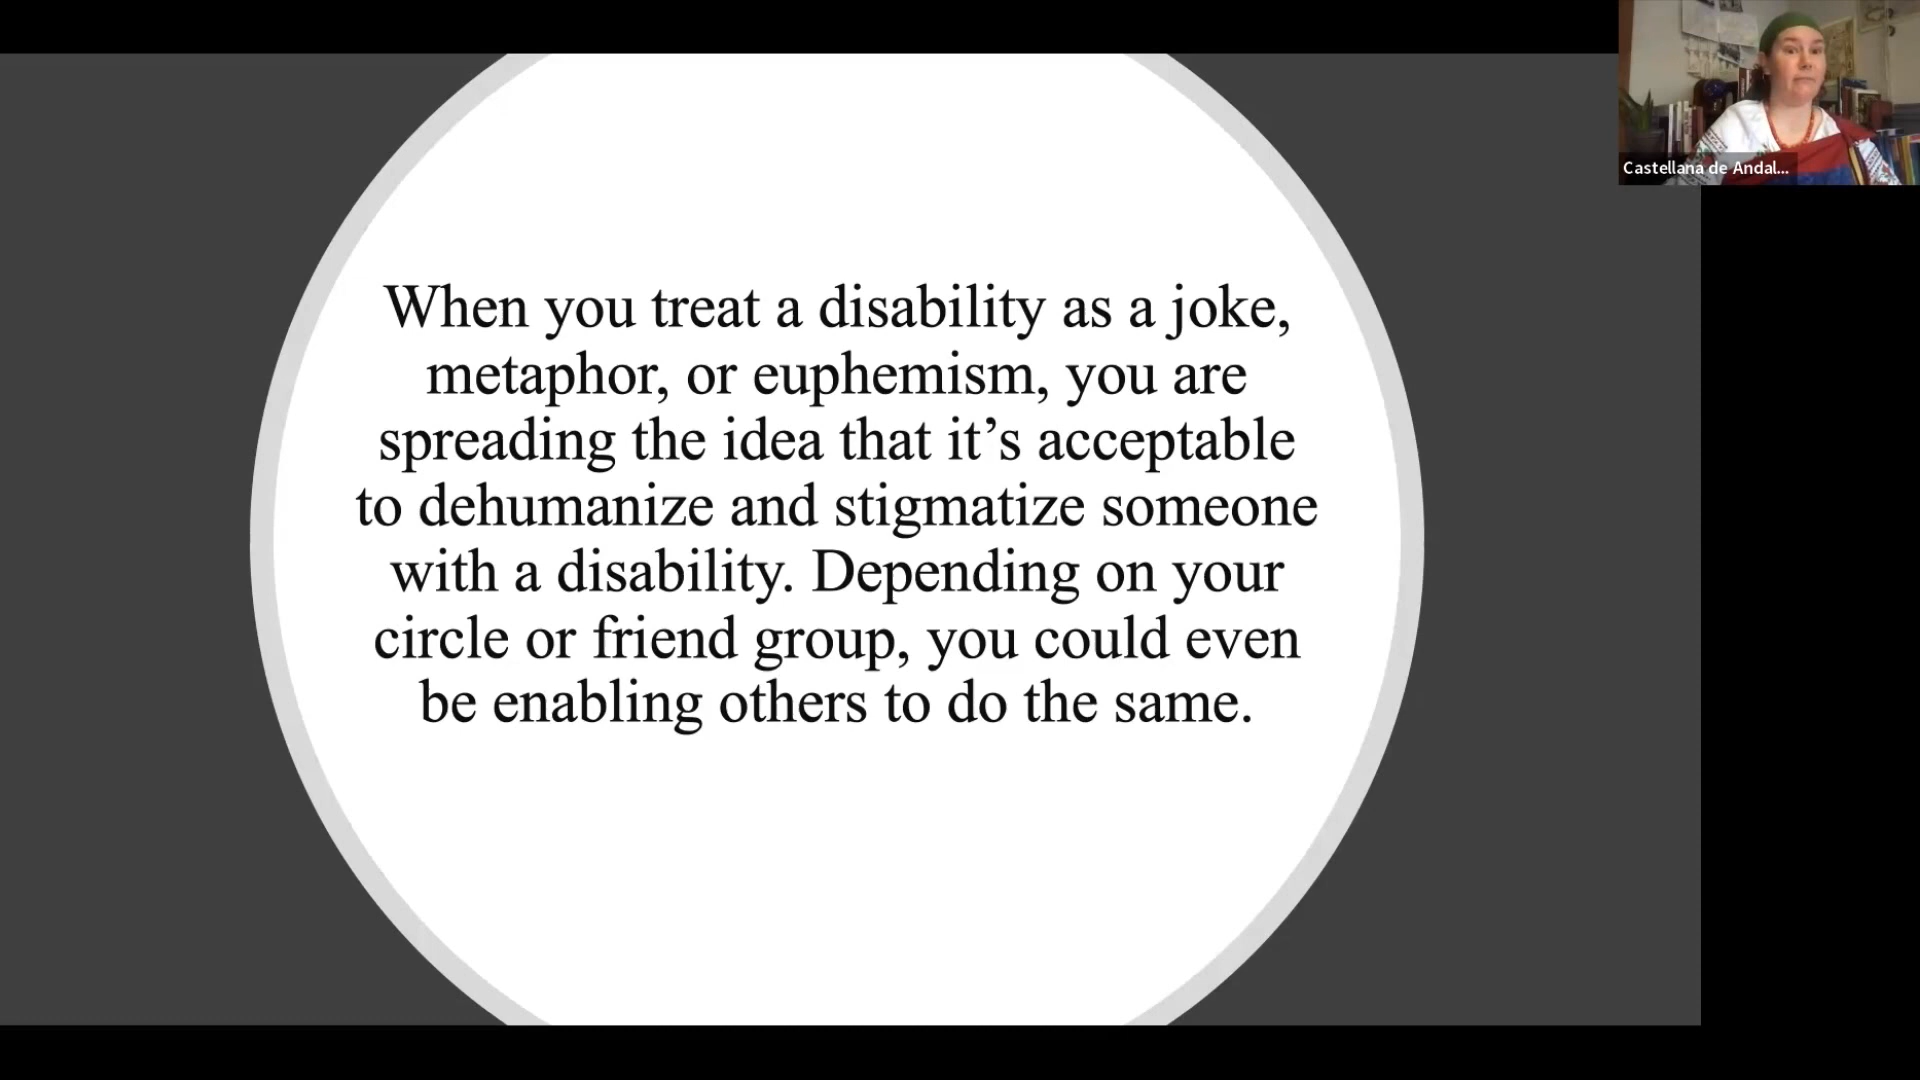 Castellana de Andal...
When you treat a disability as a joke,
metaphor, or euphemism, you are
spreading the idea that it’s acceptable
to dehumanize and stigmatize someone
with a disability. Depending on your
circle or friend group, you could even
be enabling others to do the same.